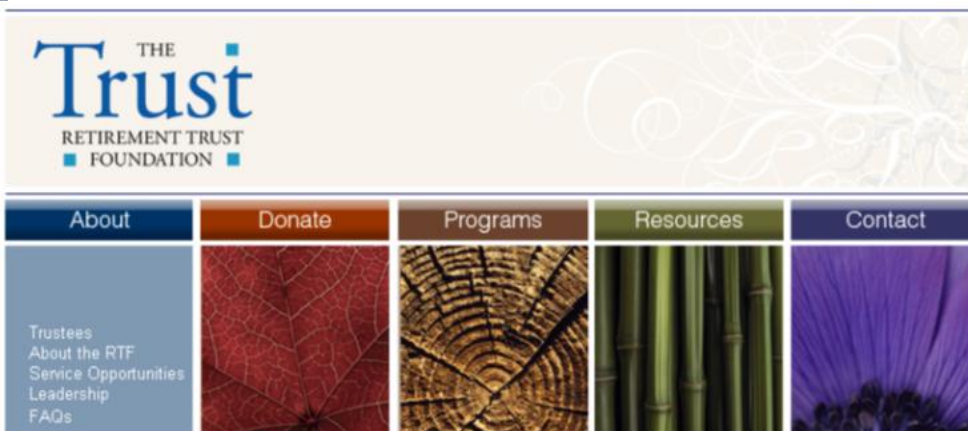 THE
Trust
RETIREMENT TRUST
FOUNDATION
About
Donate
Programs
Resources
Contact
Trustees
About the RTF
Service Opportunities
Leadership
FAQs